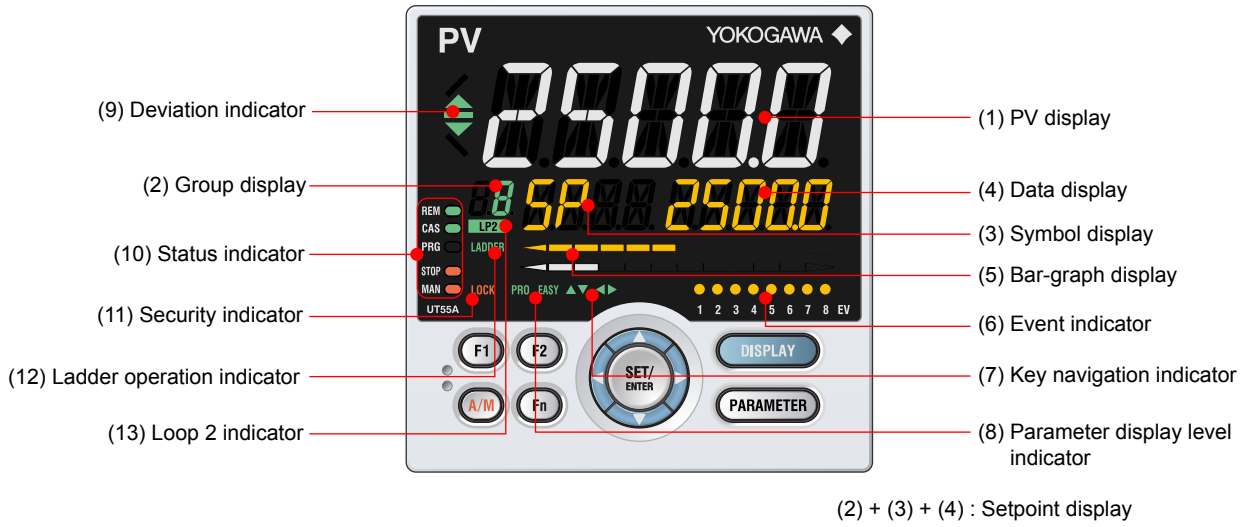 PV
YOKOGAWA
25000
(9) Deviation indicator
(1) PV display
(2) Group display
8 SP 250.0.0
(4) Data display
REM
CAS
LP2
(3) Symbol display
PRG
LADDER
(10) Status indicator
(5) Bar-graph display
STOP
MAN
LOCK
PRO EASY
UT55A
1 2 3 4 5 6 7 8 EV
(11) Security indicator
(6) Event indicator
F1
F2
DISPLAY
SET/
ENTER
(12) Ladder operation indicator
(7) Key navigation indicator
A/M
Fn
PARAMETER
(13) Loop 2 indicator
(8) Parameter display level
indicator
(2) + (3) + (4) : Setpoint display